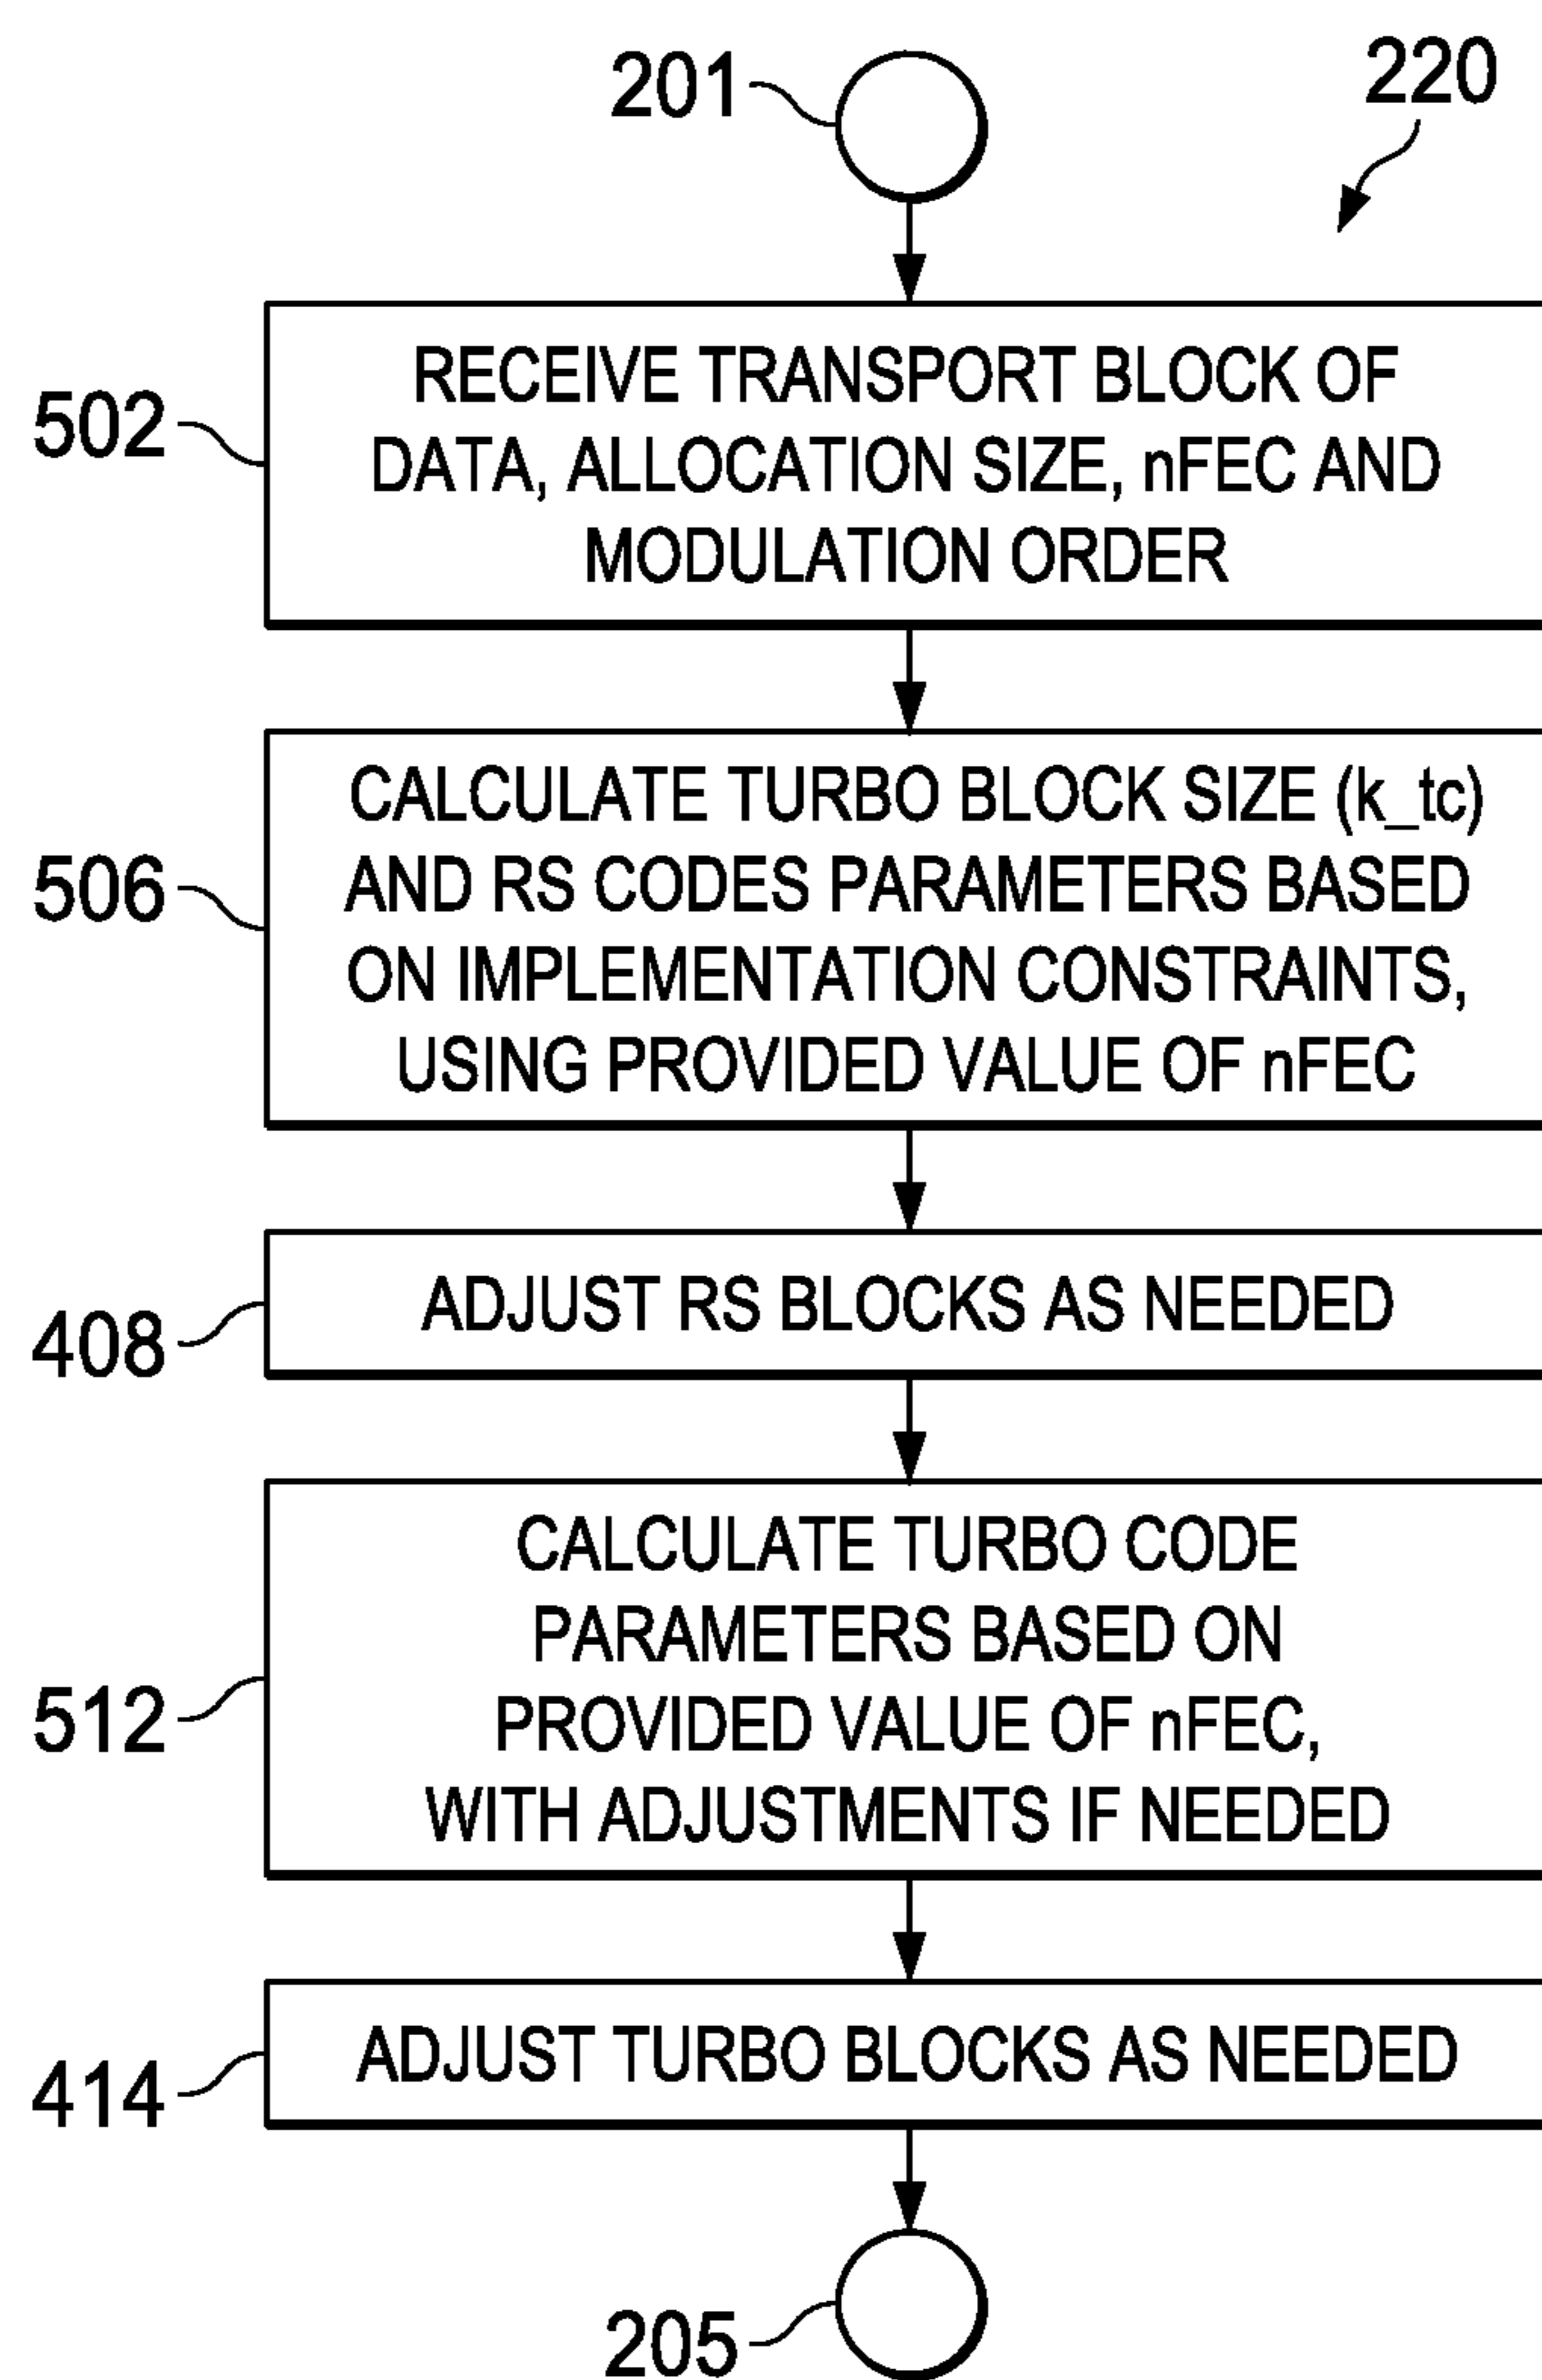 201
220
502
RECEIVE TRANSPORT BLOCK OF
DATA, ALLOCATION SIZE, nFEC AND
MODULATION ORDER
506
CALCULATE TURBO BLOCK SIZE (k_tc)
AND RS CODES PARAMETERS BASED
ON IMPLEMENTATION CONSTRAINTS,
USING PROVIDED VALUE OF nFEC
408
ADJUST RS BLOCKS AS NEEDED
512
CALCULATE TURBO CODE
PARAMETERS BASED ON
PROVIDED VALUE OF nFEC,
WITH ADJUSTMENTS IF NEEDED
414
ADJUST TURBO BLOCKS AS NEEDED
205